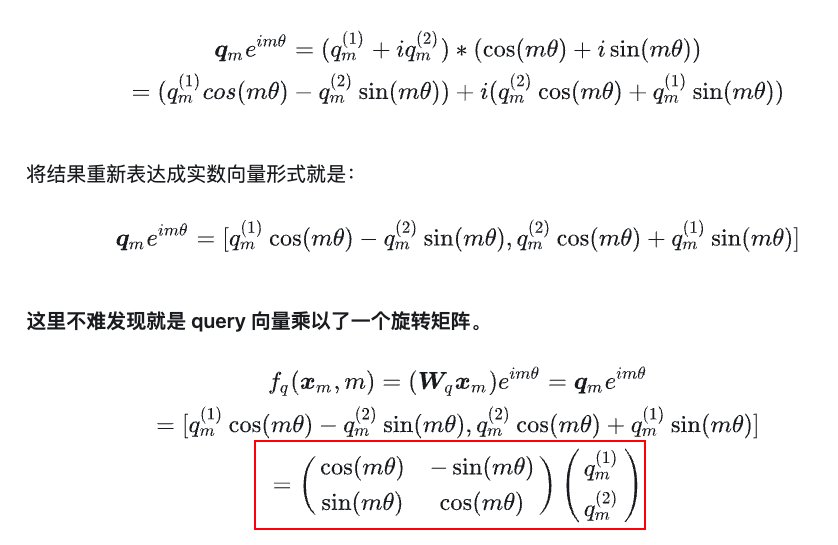 $\boldsymbol{q}_m e^{im\theta} = (q_m^{(1)} + iq_m^{(2)}) * (\cos(m\theta) + i\sin(m\theta))$
$= (q_m^{(1)} cos(m\theta) - q_m^{(2)} \sin(m\theta)) + i(q_m^{(2)} \cos(m\theta) + q_m^{(1)} \sin(m\theta))$
将结果重新表达成实数向量形式就是：
$\boldsymbol{q}_m e^{im\theta} = [q_m^{(1)} \cos(m\theta) - q_m^{(2)} \sin(m\theta), q_m^{(2)} \cos(m\theta) + q_m^{(1)} \sin(m\theta)]$
这里不难发现就是 query 向量乘以了一个旋转矩阵。
$f_q(\boldsymbol{x}_m, m) = (\boldsymbol{W}_q \boldsymbol{x}_m)e^{im\theta} = \boldsymbol{q}_m e^{im\theta}$
$= [q_m^{(1)} \cos(m\theta) - q_m^{(2)} \sin(m\theta), q_m^{(2)} \cos(m\theta) + q_m^{(1)} \sin(m\theta)]$
$= \begin{pmatrix} \cos(m\theta) & -\sin(m\theta) \\ \sin(m\theta) & \cos(m\theta) \end{pmatrix} \begin{pmatrix} q_m^{(1)} \\ q_m^{(2)} \end{pmatrix}$